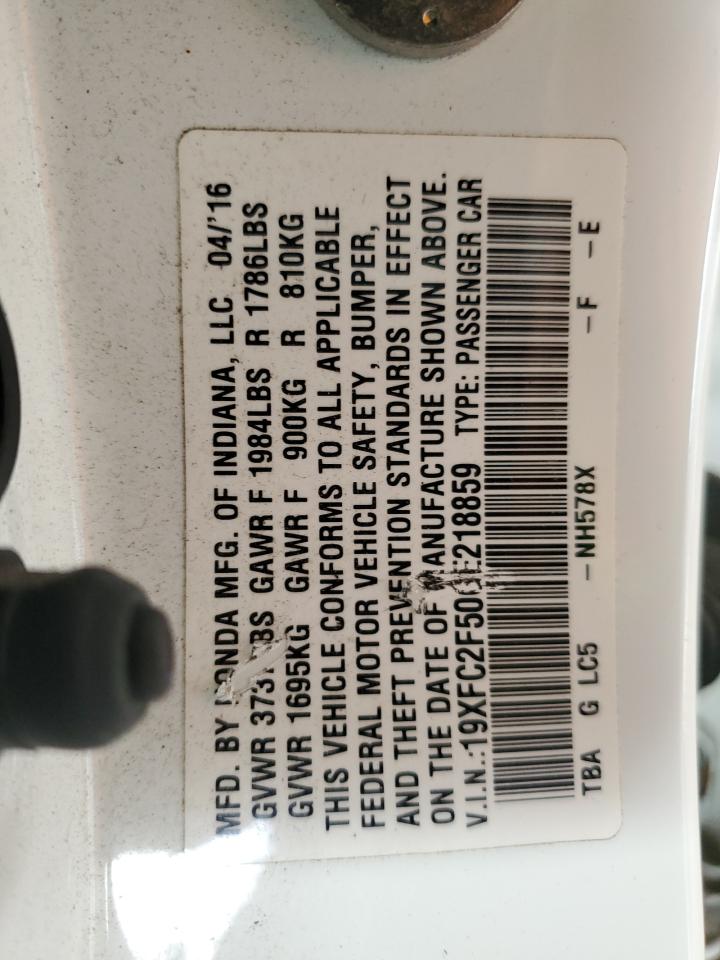 MFD. BY HONDA MFG. OF INDIANA, LLC 04/'16
GVWR 3737LBS GAWR F 1984LBS R 1786LBS
GVWR 1695KG GAWR F 900KG R 810KG
THIS VEHICLE CONFORMS TO ALL APPLICABLE
FEDERAL MOTOR VEHICLE SAFETY, BUMPER,
AND THEFT PREVENTION STANDARDS IN EFFECT
ON THE DATE OF MANUFACTURE SHOWN ABOVE.
V.I.N.:19XFC2F50GE218859 TYPE: PASSENGER CAR
TBA G LC5 -NH578X -F -E